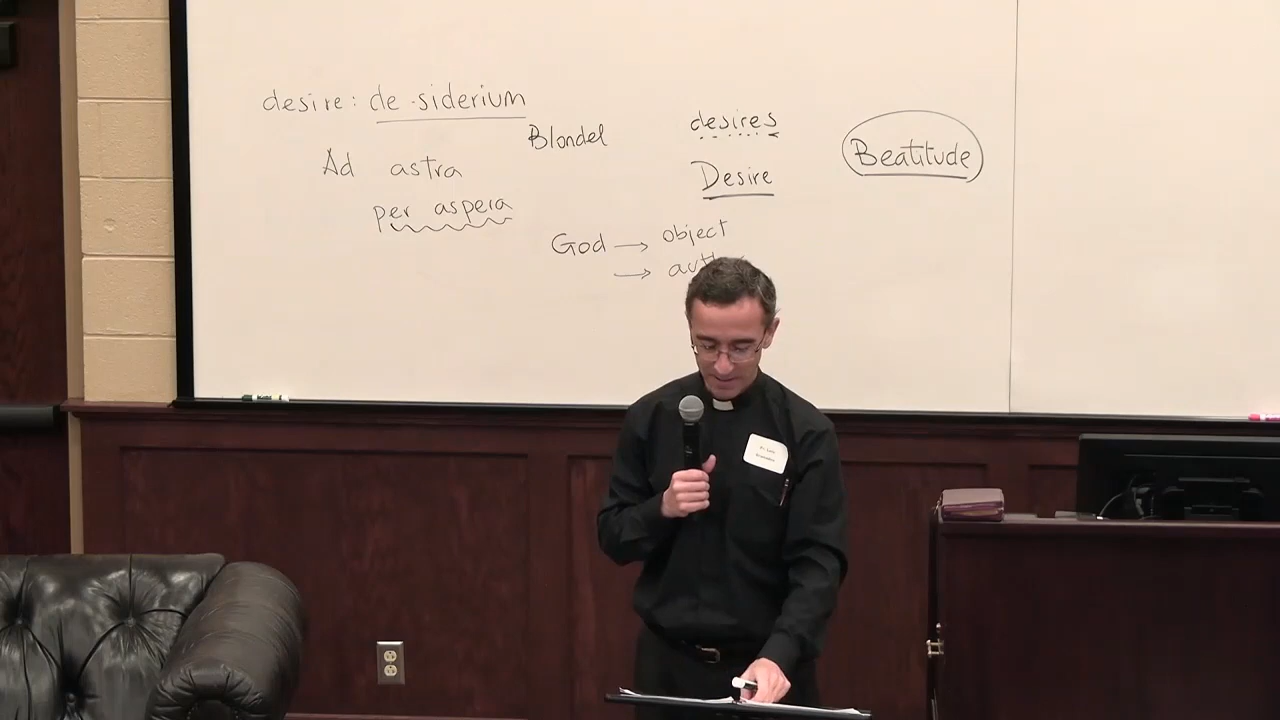 desire: de-siderium
Blondel
Ad astra
per aspera
desires
Desire
Beatitude
God → object
→